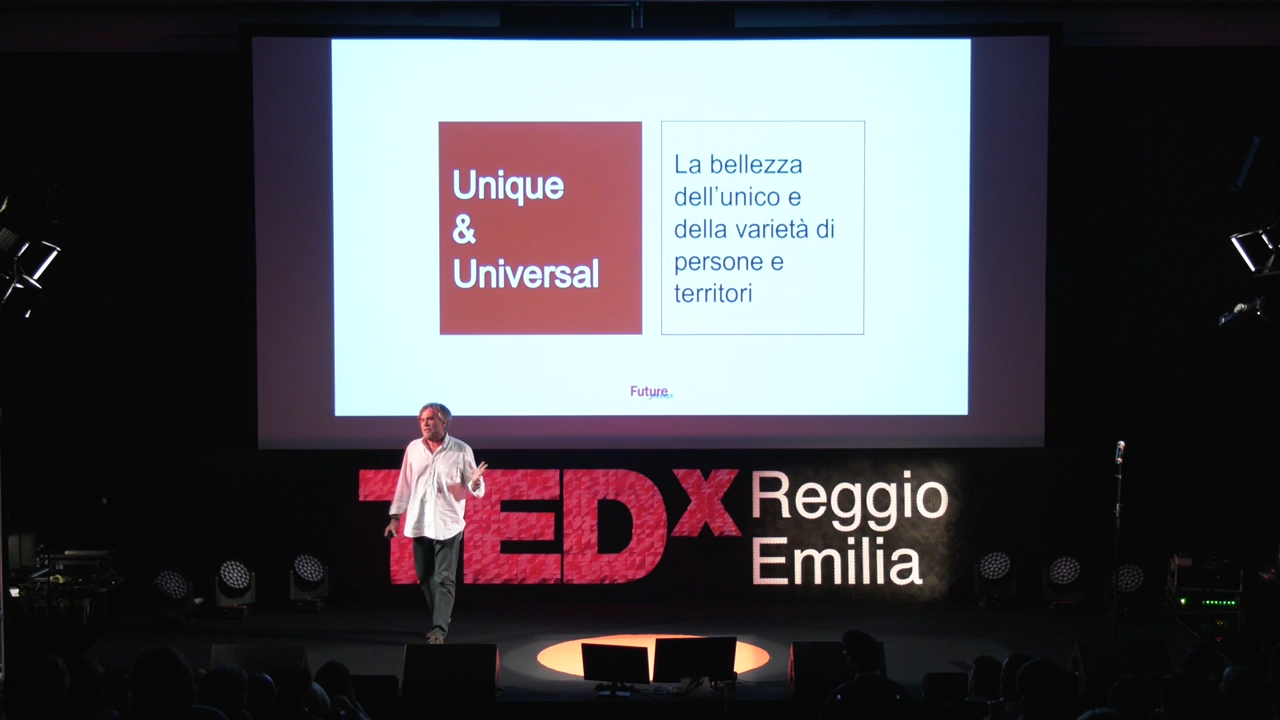 Unique
&
Universal
La bellezza
dell'unico e
della varietà di
persone e
territori
Future
TEDx
Reggio
Emilia